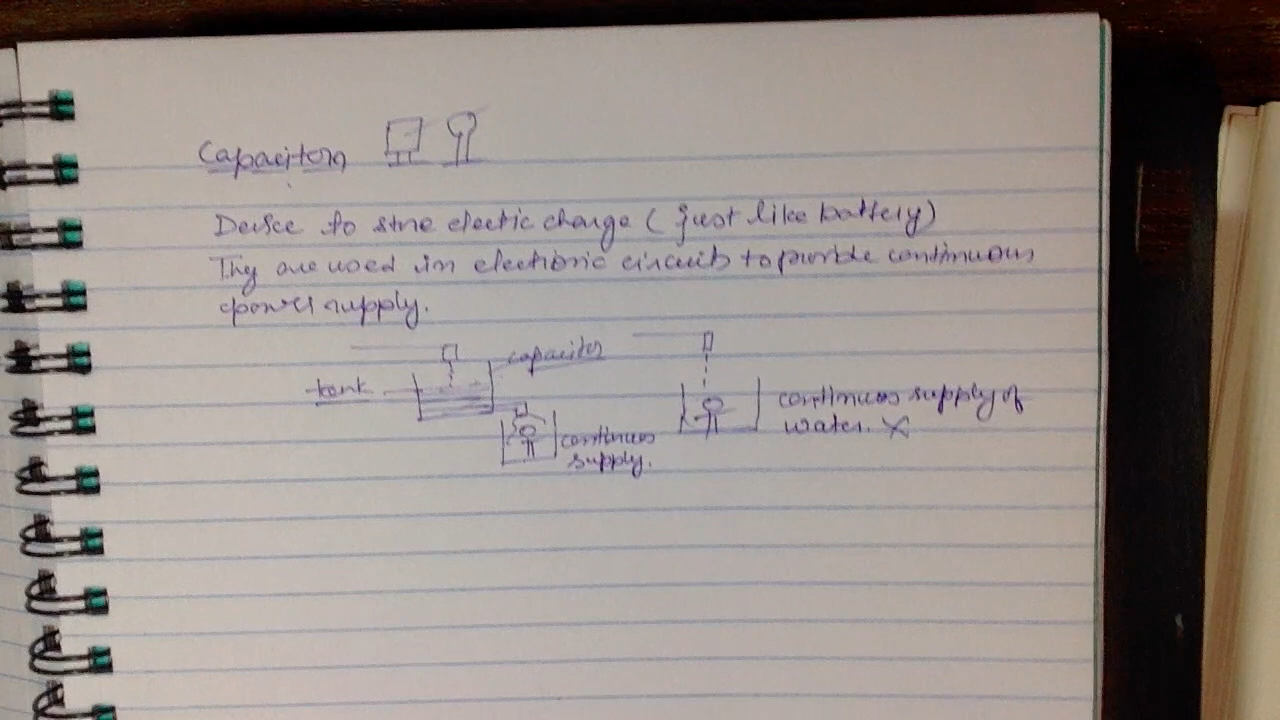 Capacitors
Device to store electric charge (just like battery)
They are used in electronic circuits to provide continuous
power supply.
capacitor
tank
continuous supply of
water. X
continuous
supply.